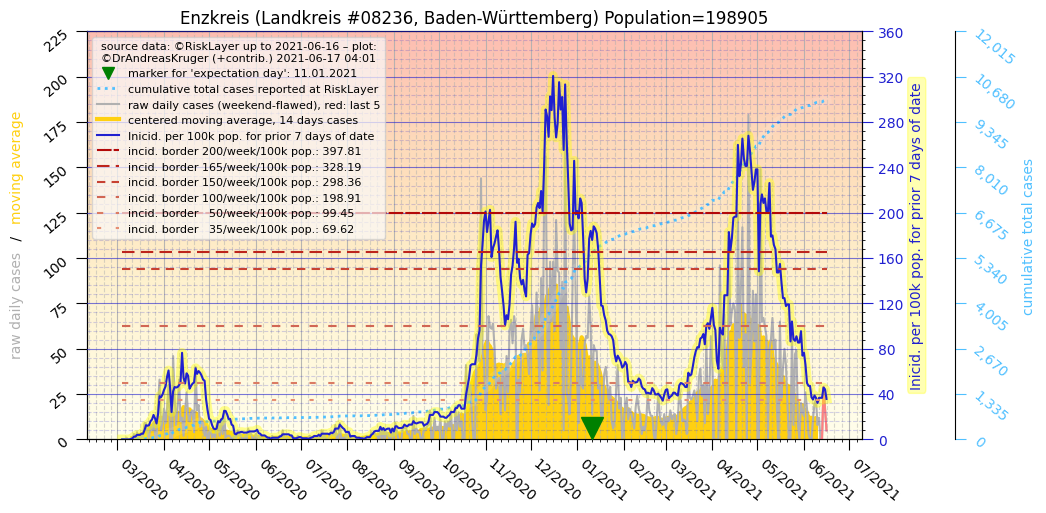 Enzkreis (Landkreis #08236, Baden-Württemberg) Population=198905
source data: ©RiskLayer up to 2021-06-16 – plot:
©DrAndreasKruger (+contrib.) 2021-06-17 04:01
marker for 'expectation day': 11.01.2021
cumulative total cases reported at RiskLayer
raw daily cases (weekend-flawed), red: last 5
centered moving average, 14 days cases
Inicid. per 100k pop. for prior 7 days of date
incid. border 200/week/100k pop.: 397.81
incid. border 165/week/100k pop.: 328.19
incid. border 150/week/100k pop.: 298.36
incid. border 100/week/100k pop.: 198.91
incid. border   50/week/100k pop.: 99.45
incid. border   35/week/100k pop.: 69.62
raw daily cases / moving average
225
200
175
150
125
100
75
50
25
0
03/2020
04/2020
05/2020
06/2020
07/2020
08/2020
09/2020
10/2020
11/2020
12/2020
01/2021
02/2021
03/2021
04/2021
05/2021
06/2021
07/2021
360
320
280
240
200
160
120
80
40
0
Inicid. per 100k pop. for prior 7 days of date
12,015
10,680
9,345
8,010
6,675
5,340
4,005
2,670
1,335
0
cumulative total cases